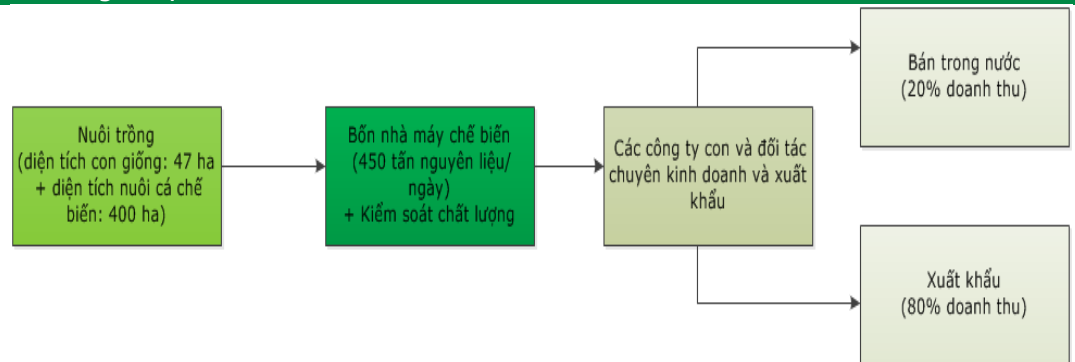 Nuôi trồng
(diện tích con giống: 47 ha
+ diện tích nuôi cá chế
biến: 400 ha)
Bốn nhà máy chế biến
(450 tấn nguyên liệu/
ngày)
+ Kiểm soát chất lượng
Các công ty con và đối tác
chuyên kinh doanh và xuất
khẩu
Bán trong nước
(20% doanh thu)
Xuất khẩu
(80% doanh thu)